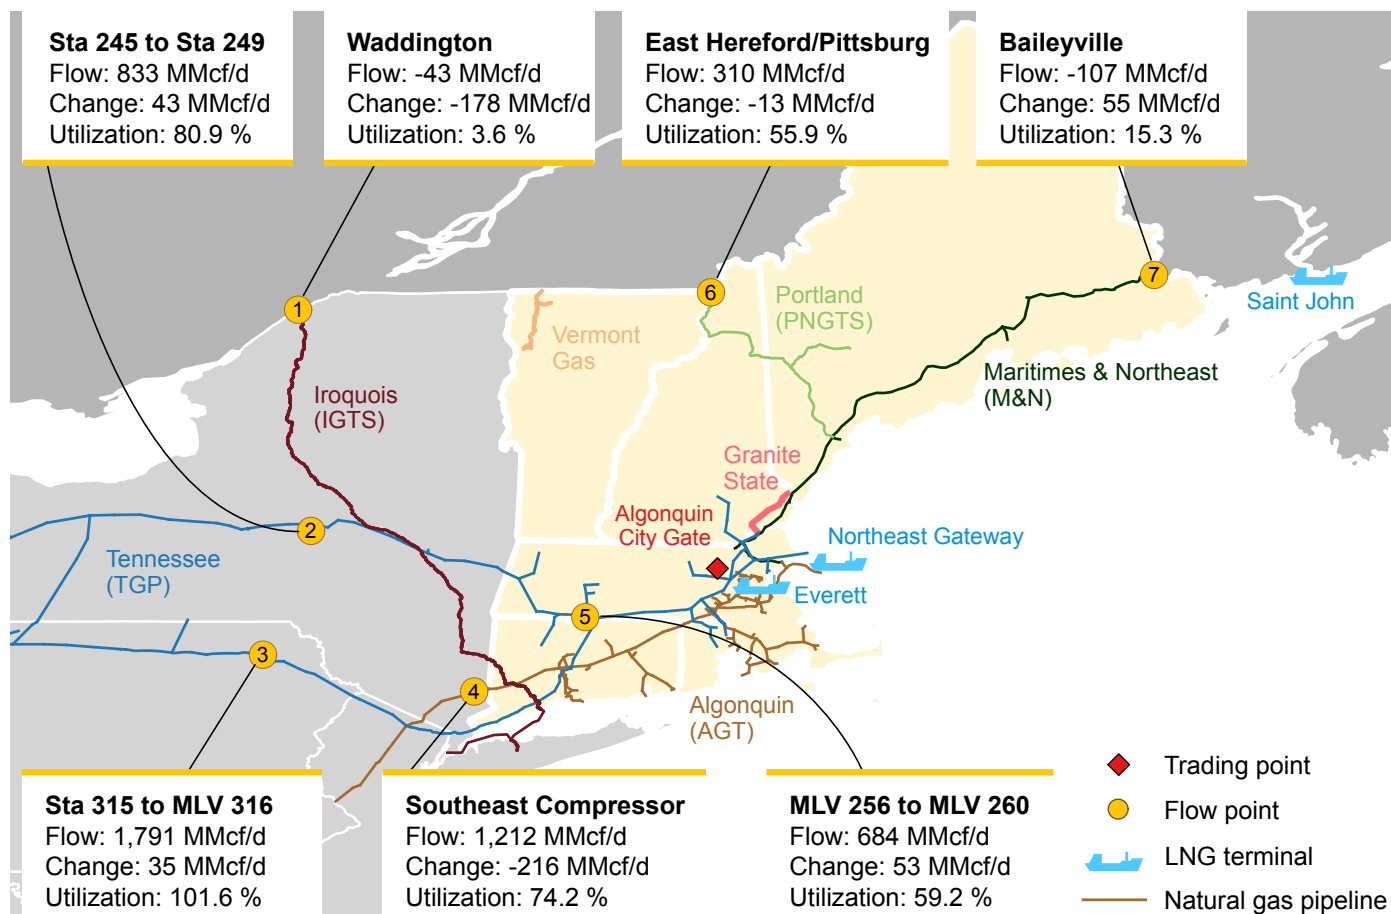 Sta 245 to Sta 249
Flow: 833 MMcf/d
Change: 43 MMcf/d
Utilization: 80.9 %
Waddington
Flow: -43 MMcf/d
Change: -178 MMcf/d
Utilization: 3.6 %
East Hereford/Pittsburg
Flow: 310 MMcf/d
Change: -13 MMcf/d
Utilization: 55.9 %
Baileyville
Flow: -107 MMcf/d
Change: 55 MMcf/d
Utilization: 15.3 %
1
6
7
Saint John
Portland
(PNGTS)
Vermont
Gas
Maritimes & Northeast
(M&N)
Iroquois
(IGTS)
Granite
State
Algonquin
City Gate
2
Northeast Gateway
Tennessee
(TGP)
Everett
5
3
4
Algonquin
(AGT)
Sta 315 to MLV 316
Flow: 1,791 MMcf/d
Change: 35 MMcf/d
Utilization: 101.6 %
Southeast Compressor
Flow: 1,212 MMcf/d
Change: -216 MMcf/d
Utilization: 74.2 %
MLV 256 to MLV 260
Flow: 684 MMcf/d
Change: 53 MMcf/d
Utilization: 59.2 %
Trading point
Flow point
LNG terminal
Natural gas pipeline